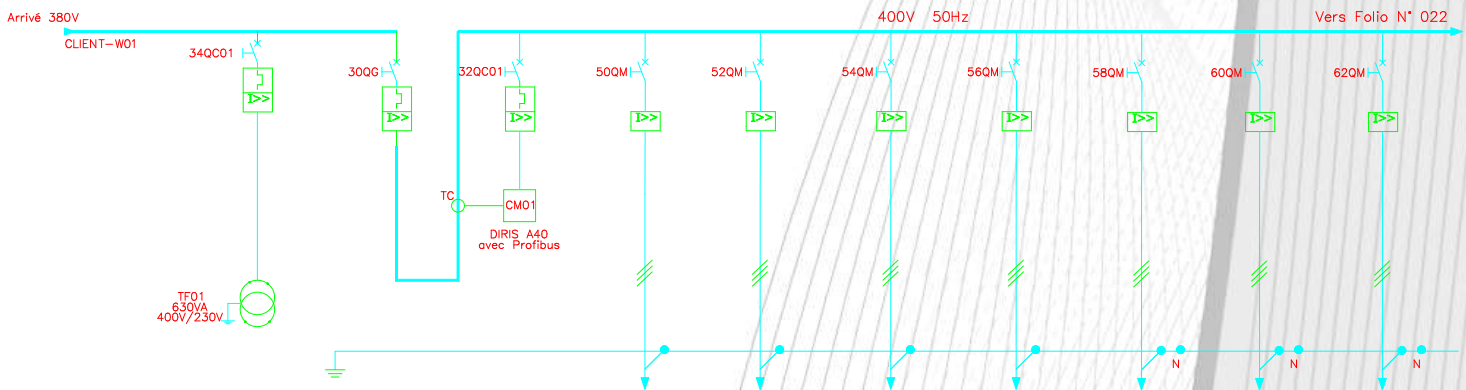 Arrivé 380V
400V 50Hz
Vers Folio N° 022
CLIENT-W01
34QC01
30QG
32QC01
50QM
52QM
54QM
56QM
58QM
60QM
62QM
I>>
I>>
I>>
I>>
I>>
I>>
I>>
I>>
I>>
I>>
TC
CM01
DIRIS A40
avec Profibus
TF01
630VA
400V/230V
N
N
N